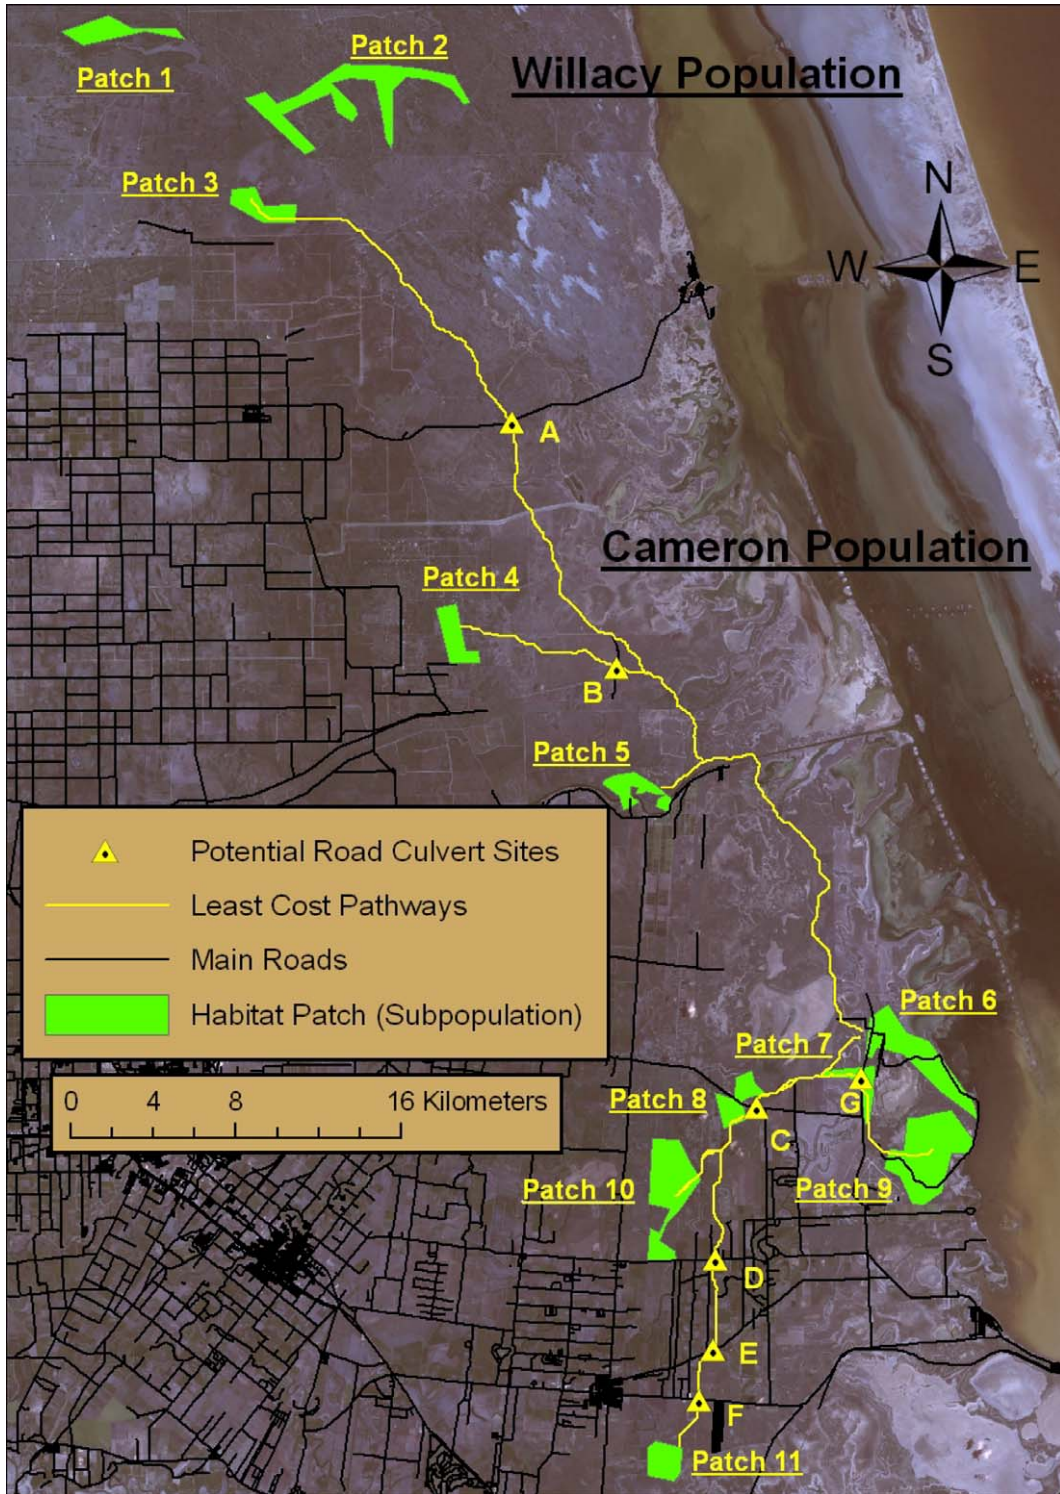 Patch 1
Patch 2
Willacy Population
Patch 3
N
W
E
S
A
Cameron Population
Patch 4
B
Patch 5
Potential Road Culvert Sites
Least Cost Pathways
Main Roads
Habitat Patch (Subpopulation)
0 4 8 16 Kilometers
Patch 6
Patch 7
Patch 8
G
C
Patch 10
Patch 9
D
E
F
Patch 11